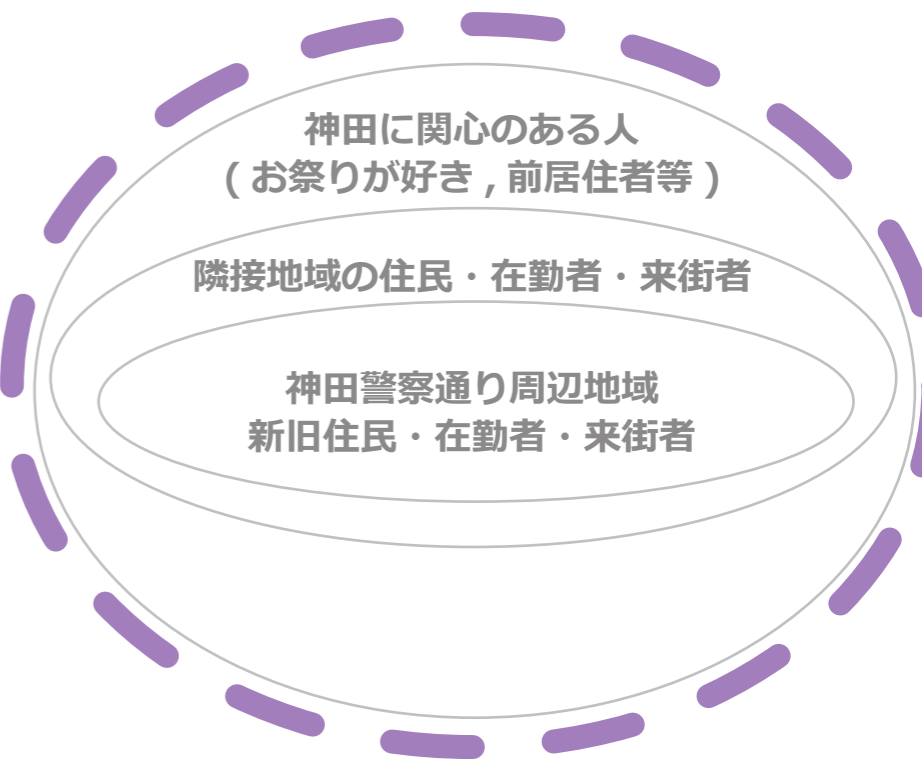 神田に関心のある人
( お祭りが好き , 前居住者等 )
隣接地域の住民・在勤者・来街者
神田警察通り周辺地域
新旧住民・在勤者・来街者